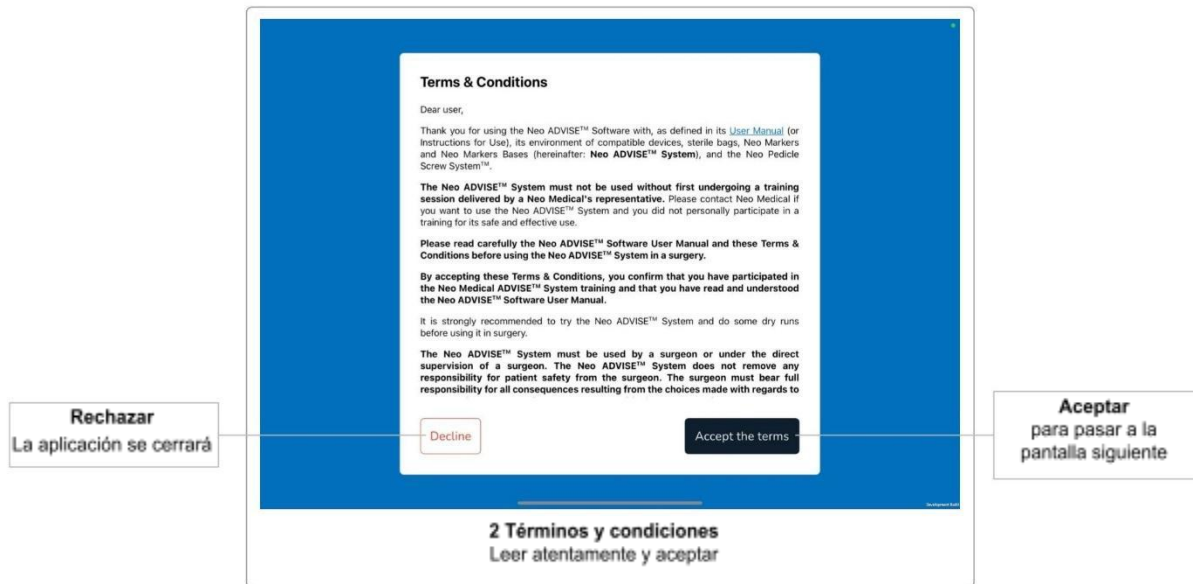 Terms & Conditions
Dear user,
Thank you for using the Neo ADVISE™ Software with, as defined in its User Manual (or
Instructions for Use), its environment of compatible devices, sterile bags, Neo Markers
and Neo Markers Bases (hereinafter: Neo ADVISE™ System), and the Neo Pedicle
Screw System™.
The Neo ADVISE™ System must not be used without first undergoing a training
session delivered by a Neo Medical's representative. Please contact Neo Medical if
you want to use the Neo ADVISE™ System and you did not personally participate in a
training for its safe and effective use.
Please read carefully the Neo ADVISE™ Software User Manual and these Terms &
Conditions before using the Neo ADVISE™ System in a surgery.
By accepting these Terms & Conditions, you confirm that you have participated in
the Neo Medical ADVISE™ System training and that you have read and understood
the Neo ADVISE™ Software User Manual.
It is strongly recommended to try the Neo ADVISE™ System and do some dry runs
before using it in surgery.
The Neo ADVISE™ System must be used by a surgeon or under the direct
supervision of a surgeon. The Neo ADVISE™ System does not remove any
responsibility for patient safety from the surgeon. The surgeon must bear full
responsibility for all consequences resulting from the choices made with regards to
Rechazar
La aplicación se cerrará
Decline
Accept the terms
Aceptar
para pasar a la
pantalla siguiente
2 Términos y condiciones
Leer atentamente y aceptar